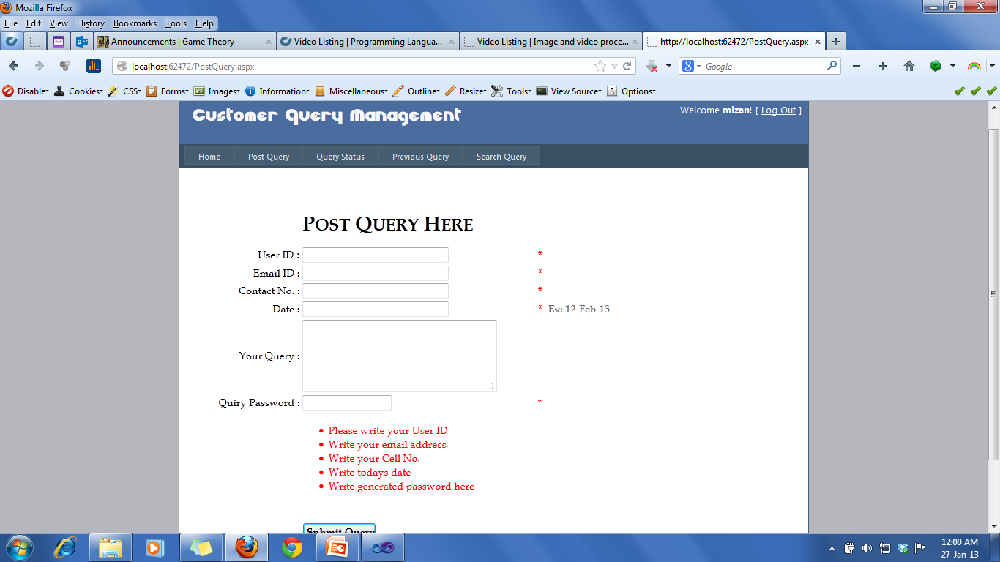 Mozilla Firefox
File Edit View History Bookmarks Tools Help
Announcements | Game Theory
Video Listing | Programming Langua...
Video Listing | Image and video proce...
http://localhost:62472/PostQuery.aspx
localhost:62472/PostQuery.aspx
Google
Disable Cookies CSS Forms Images Information Miscellaneous Outline Resize Tools View Source Options
Customer Query Management
Welcome mizan! [ Log Out ]
Home Post Query Query Status Previous Query Search Query
Post Query Here
User ID : *
Email ID : *
Contact No. : *
Date : * Ex: 12-Feb-13
Your Query :
Quiry Password : *
• Please write your User ID
• Write your email address
• Write your Cell No.
• Write todays date
• Write generated password here
Submit Query
12:00 AM
27-Jan-13